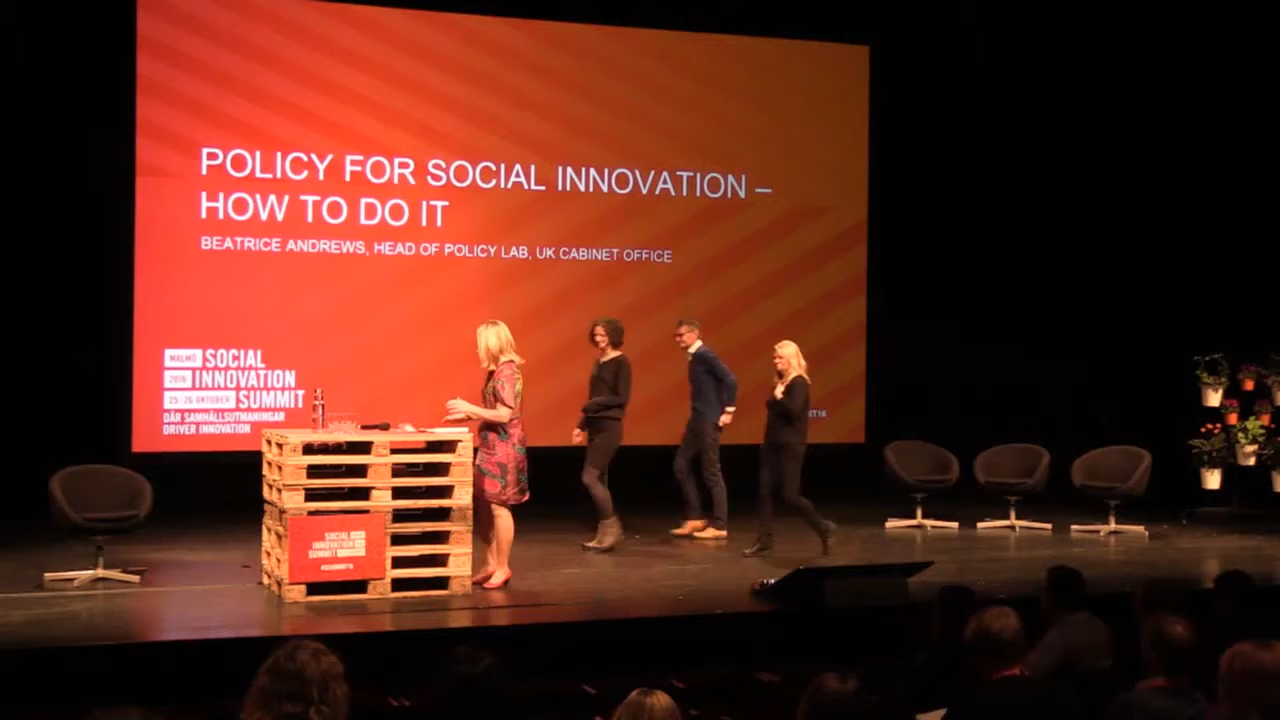 POLICY FOR SOCIAL INNOVATION –
HOW TO DO IT
BEATRICE ANDREWS, HEAD OF POLICY LAB, UK CABINET OFFICE
MALMÖ SOCIAL
2016 INNOVATION
25-26 OKTOBER SUMMIT
DÄR SAMHÄLLSUTMANINGAR
DRIVER INNOVATION
SOCIAL
INNOVATION
SUMMIT